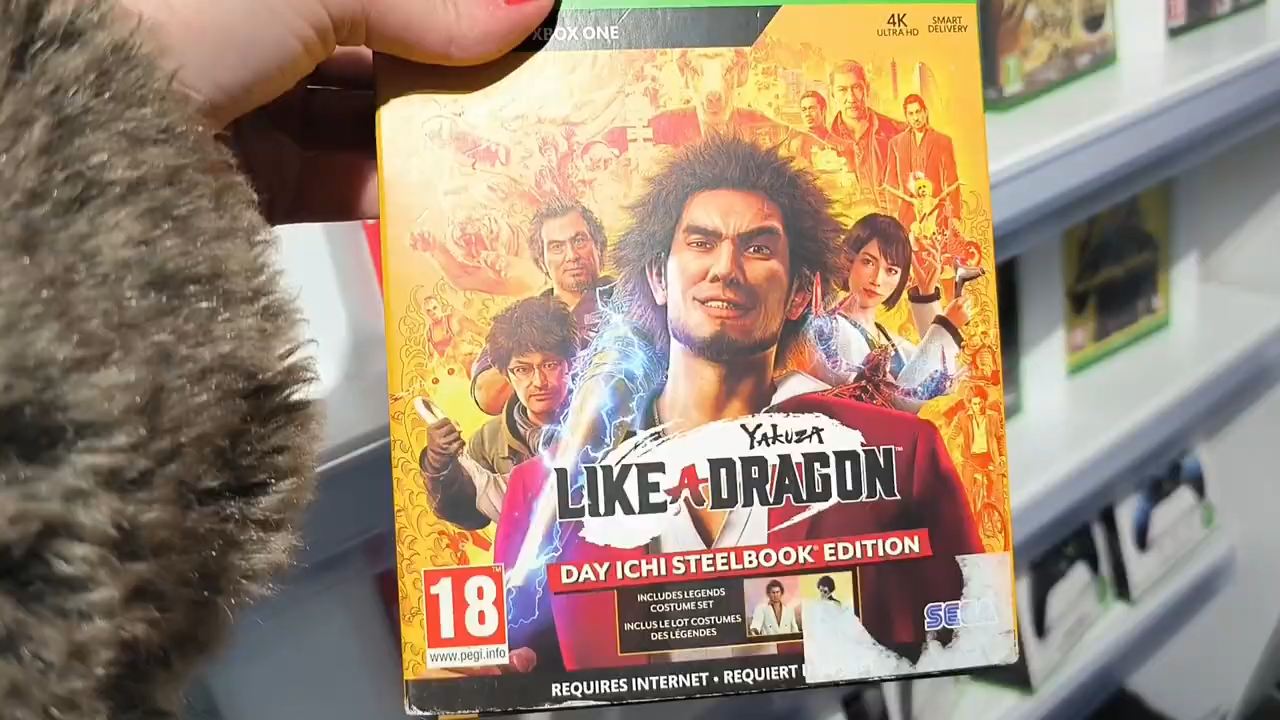 XBOX ONE
4K
ULTRA HD
SMART
DELIVERY
YAKUZA
LIKE A DRAGON™
DAY ICHI STEELBOOK® EDITION
INCLUDES LEGENDS
COSTUME SET
INCLUS LE LOT COSTUMES
DES LÉGENDES
18
www.pegi.info
SEGA
REQUIRES INTERNET • REQUIERT